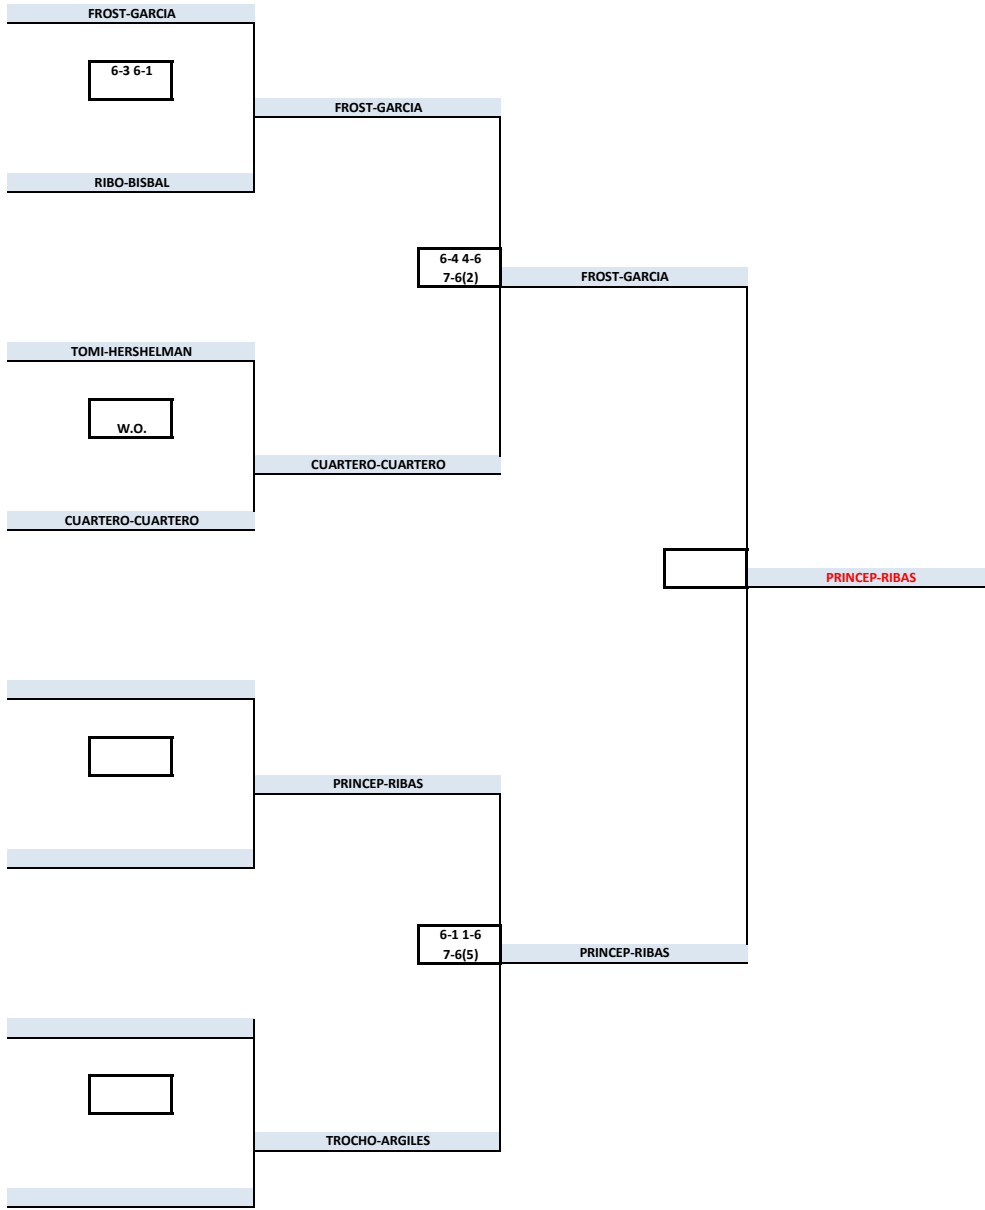 FROST-GARCIA
6-3 6-1
FROST-GARCIA
RIBO-BISBAL
6-4 4-6
7-6(2)
FROST-GARCIA
TOMI-HERSHELMAN
W.O.
CUARTERO-CUARTERO
CUARTERO-CUARTERO
PRINCEP-RIBAS
PRINCEP-RIBAS
6-1 1-6
7-6(5)
PRINCEP-RIBAS
TROCHO-ARGILES